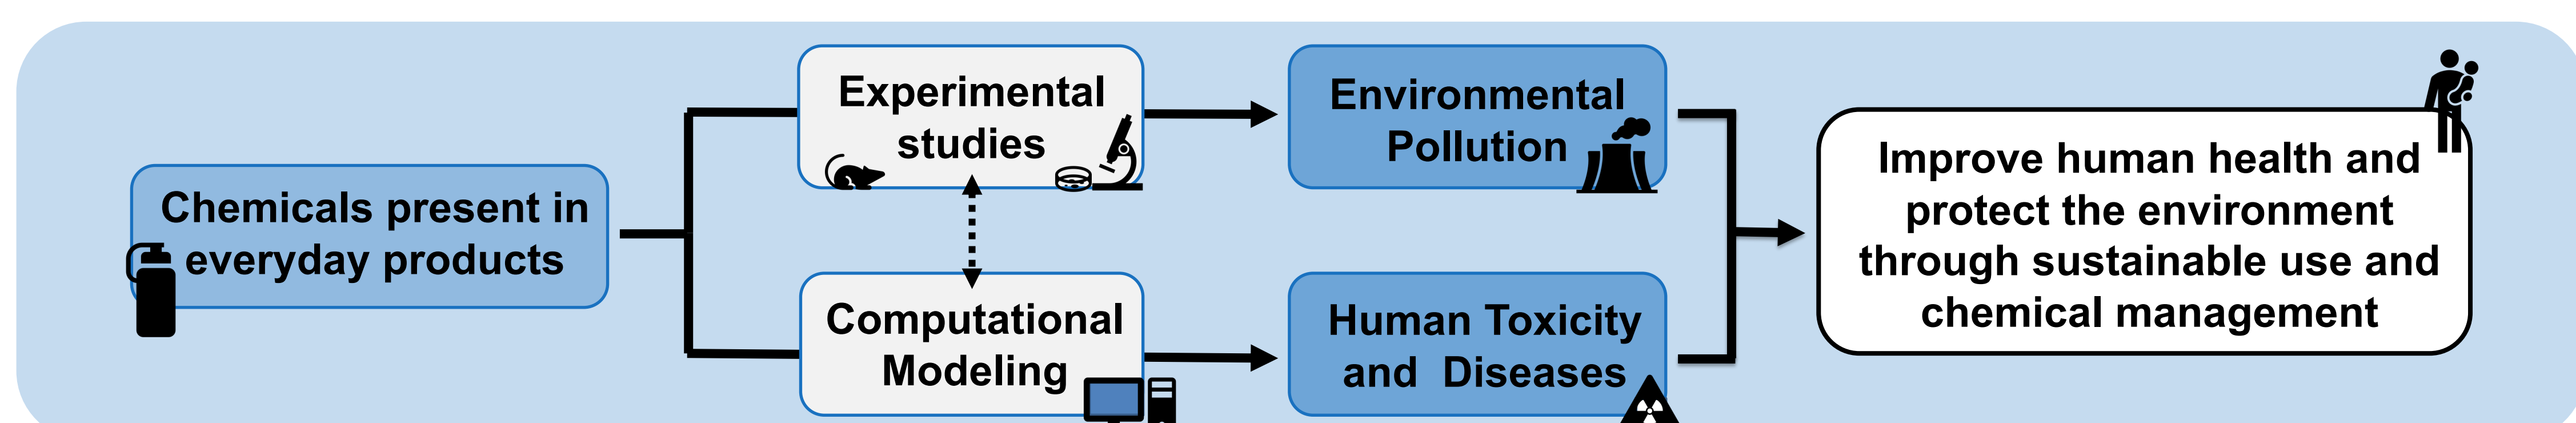 Chemicals present in
everyday products
Experimental
studies
Computational
Modeling
Environmental
Pollution
Human Toxicity
and Diseases
Improve human health and
protect the environment
through sustainable use and
chemical management